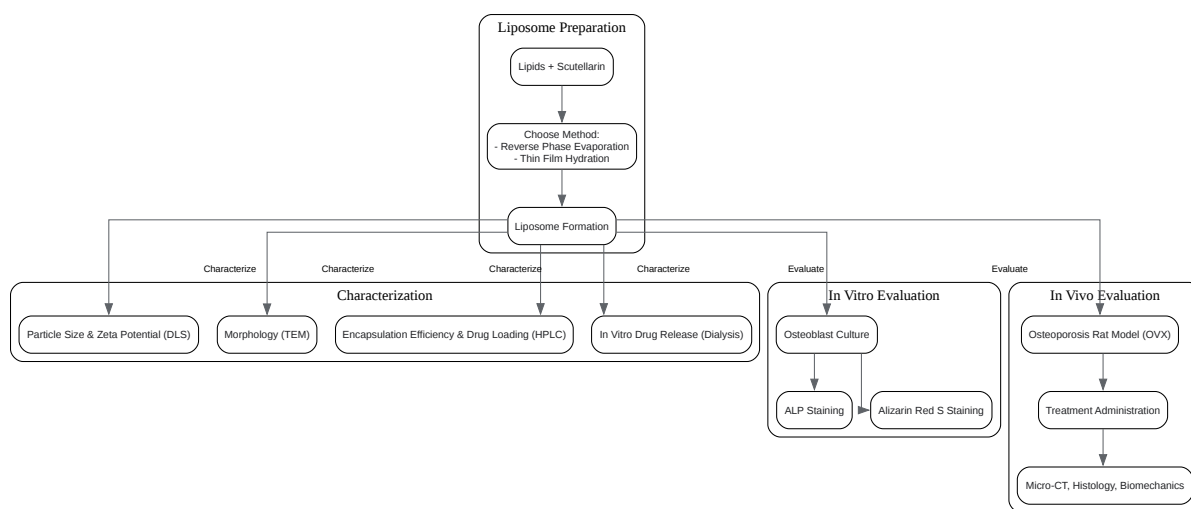 Liposome Preparation
Lipids + Scutellarin
Choose Method:
- Reverse Phase Evaporation
- Thin Film Hydration
Liposome Formation
Characterize
Characterize
Characterize
Characterize
Evaluate
Evaluate
Characterization
Particle Size & Zeta Potential (DLS)
Morphology (TEM)
Encapsulation Efficiency & Drug Loading (HPLC)
In Vitro Drug Release (Dialysis)
In Vitro Evaluation
Osteoblast Culture
ALP Staining
Alizarin Red S Staining
In Vivo Evaluation
Osteoporosis Rat Model (OVX)
Treatment Administration
Micro-CT, Histology, Biomechanics